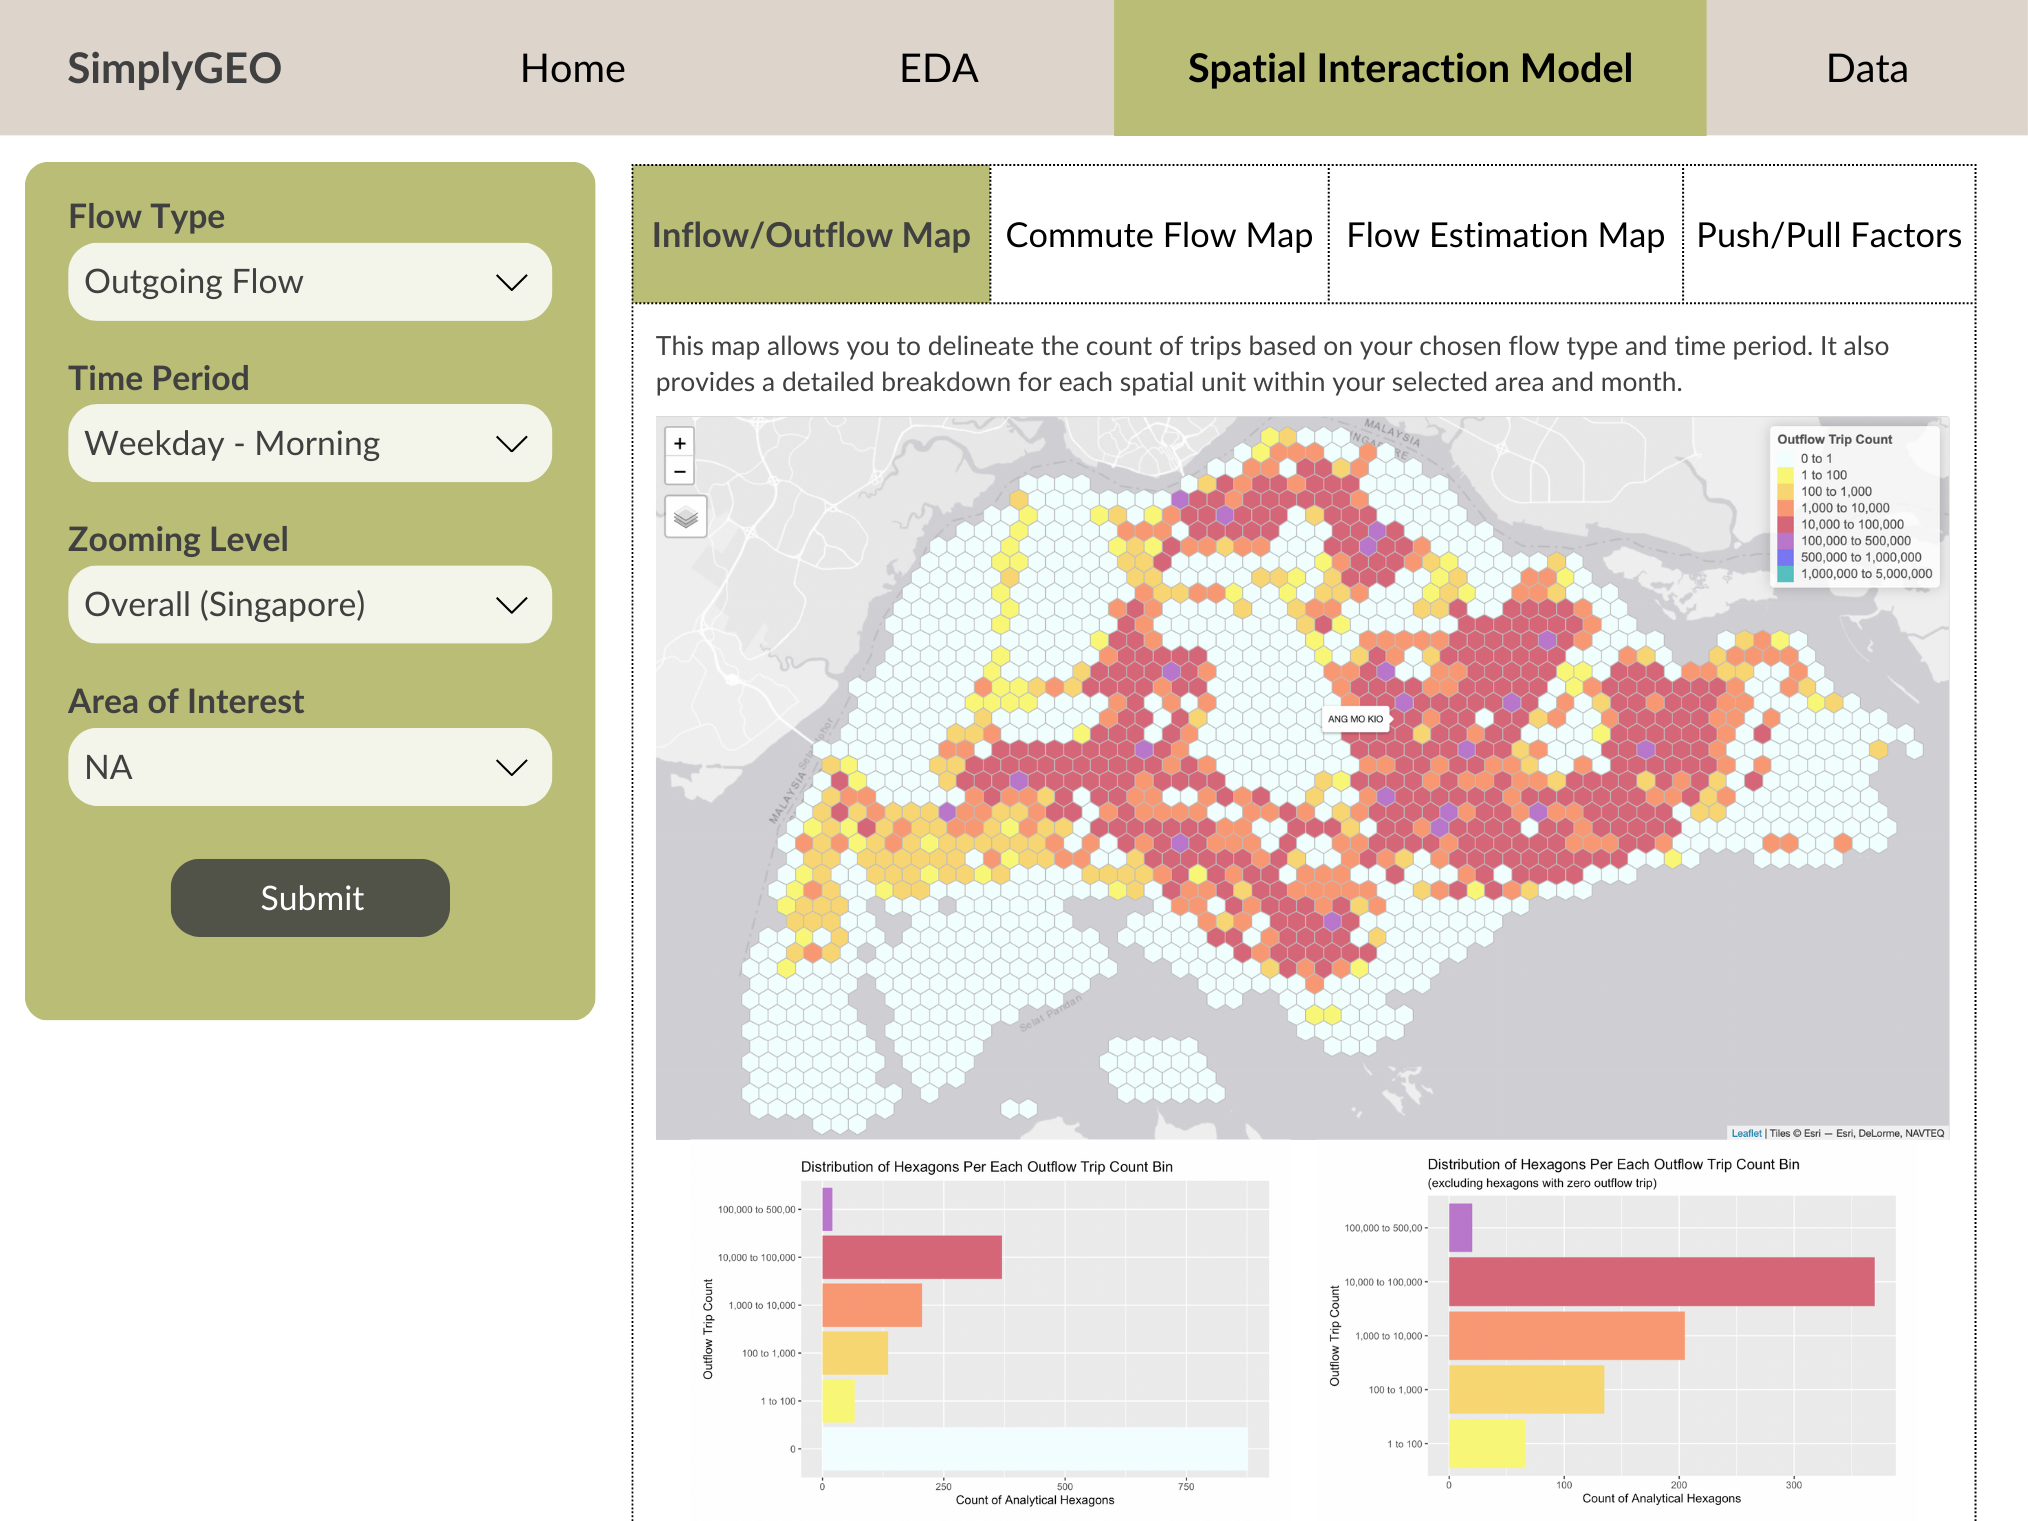 SimplyGEO
Home
EDA
Spatial Interaction Model
Data
Flow Type
Outgoing Flow
Time Period
Weekday - Morning
Zooming Level
Overall (Singapore)
Area of Interest
NA
Submit
Inflow/Outflow Map
Commute Flow Map
Flow Estimation Map
Push/Pull Factors
This map allows you to delineate the count of trips based on your chosen flow type and time period. It also
provides a detailed breakdown for each spatial unit within your selected area and month.
+
−
MALAYSIA
Outflow Trip Count
0 to 1
1 to 100
100 to 1,000
1,000 to 10,000
10,000 to 100,000
100,000 to 500,000
500,000 to 1,000,000
1,000,000 to 5,000,000
ANG MO KIO
MALAYSIA
Selat Johor
Selat Pandan
Leaflet | Tiles © Esri — Esri, DeLorme, NAVTEQ
Distribution of Hexagons Per Each Outflow Trip Count Bin
Outflow Trip Count
100,000 to 500,00
10,000 to 100,000
1,000 to 10,000
100 to 1,000
1 to 100
0
0
250
500
750
Count of Analytical Hexagons
Distribution of Hexagons Per Each Outflow Trip Count Bin
(excluding hexagons with zero outflow trip)
Outflow Trip Count
100,000 to 500,00
10,000 to 100,000
1,000 to 10,000
100 to 1,000
1 to 100
0
100
200
300
Count of Analytical Hexagons